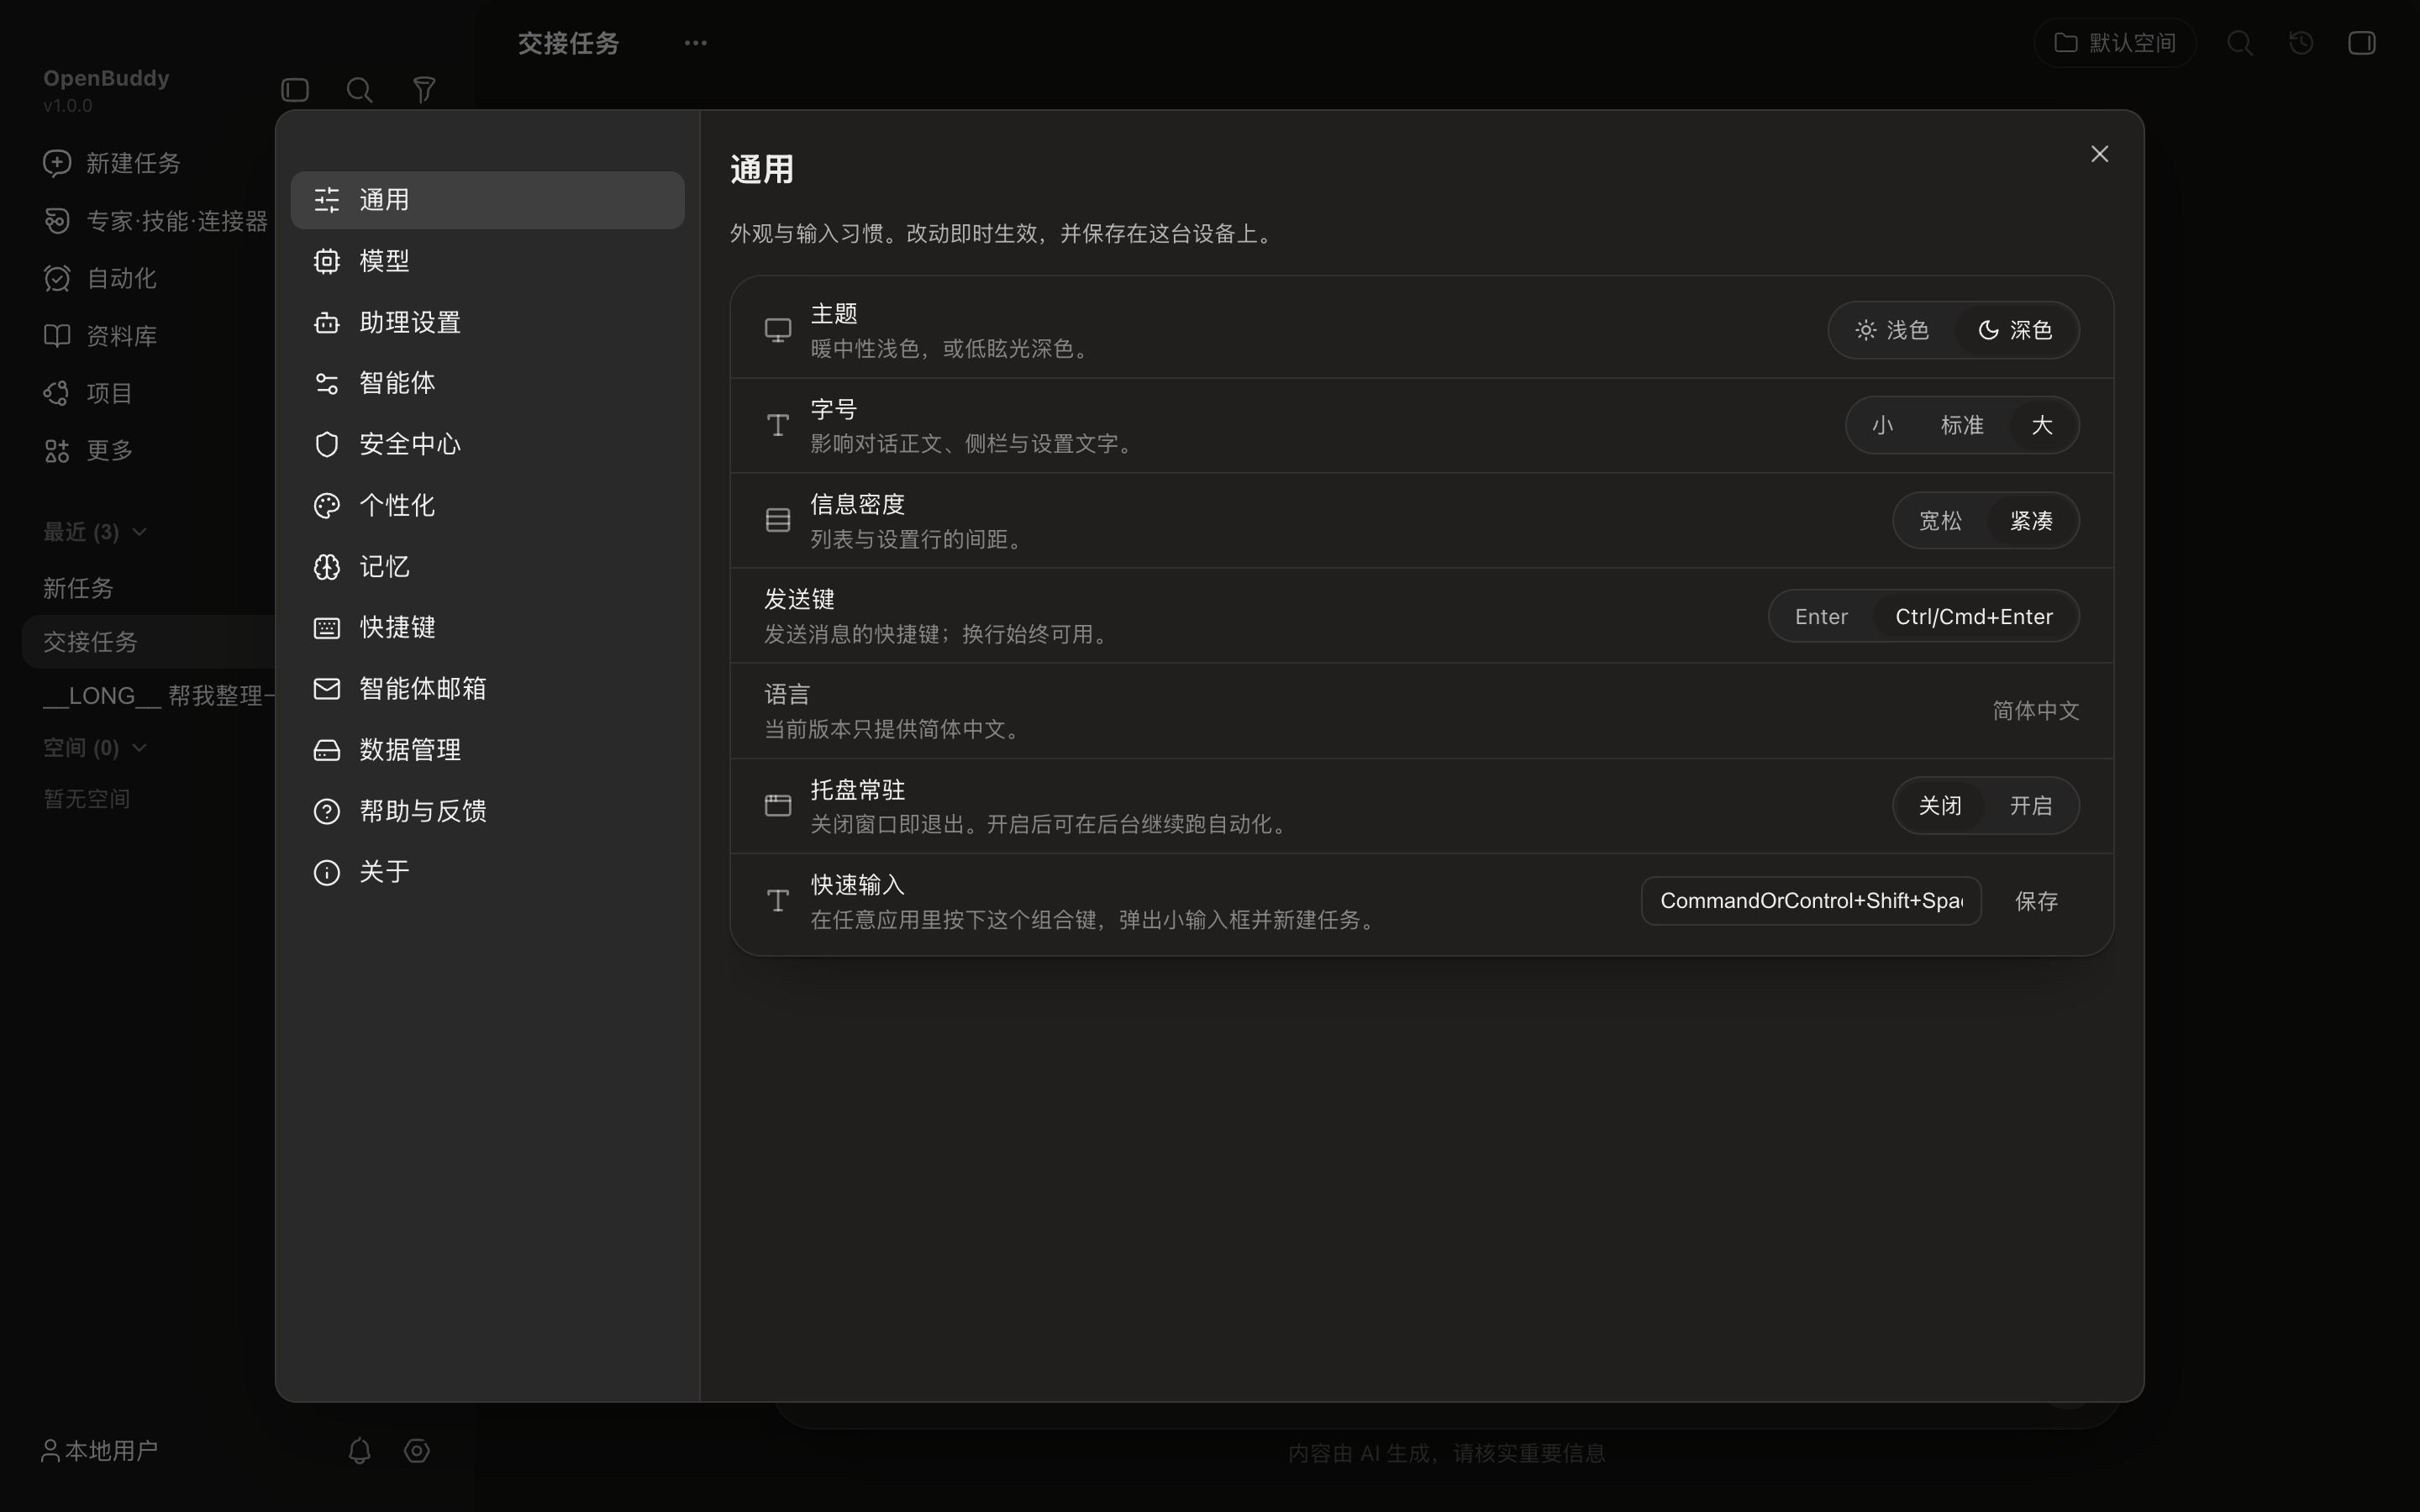 交接任务
默认空间
OpenBuddy
v1.0.0
新建任务
专家·技能·连接器
自动化
资料库
项目
更多
最近 (3)
新任务
交接任务
__LONG__ 帮我整理一
空间 (0)
暂无空间
本地用户
通用
模型
助理设置
智能体
安全中心
个性化
记忆
快捷键
智能体邮箱
数据管理
帮助与反馈
关于
通用
外观与输入习惯。改动即时生效，并保存在这台设备上。
主题
暖中性浅色，或低眩光深色。
浅色 深色
字号
影响对话正文、侧栏与设置文字。
小 标准 大
信息密度
列表与设置行的间距。
宽松 紧凑
发送键
发送消息的快捷键；换行始终可用。
Enter Ctrl/Cmd+Enter
语言
当前版本只提供简体中文。
简体中文
托盘常驻
关闭窗口即退出。开启后可在后台继续跑自动化。
关闭 开启
快速输入
在任意应用里按下这个组合键，弹出小输入框并新建任务。
CommandOrControl+Shift+Spa
保存
内容由 AI 生成，请核实重要信息